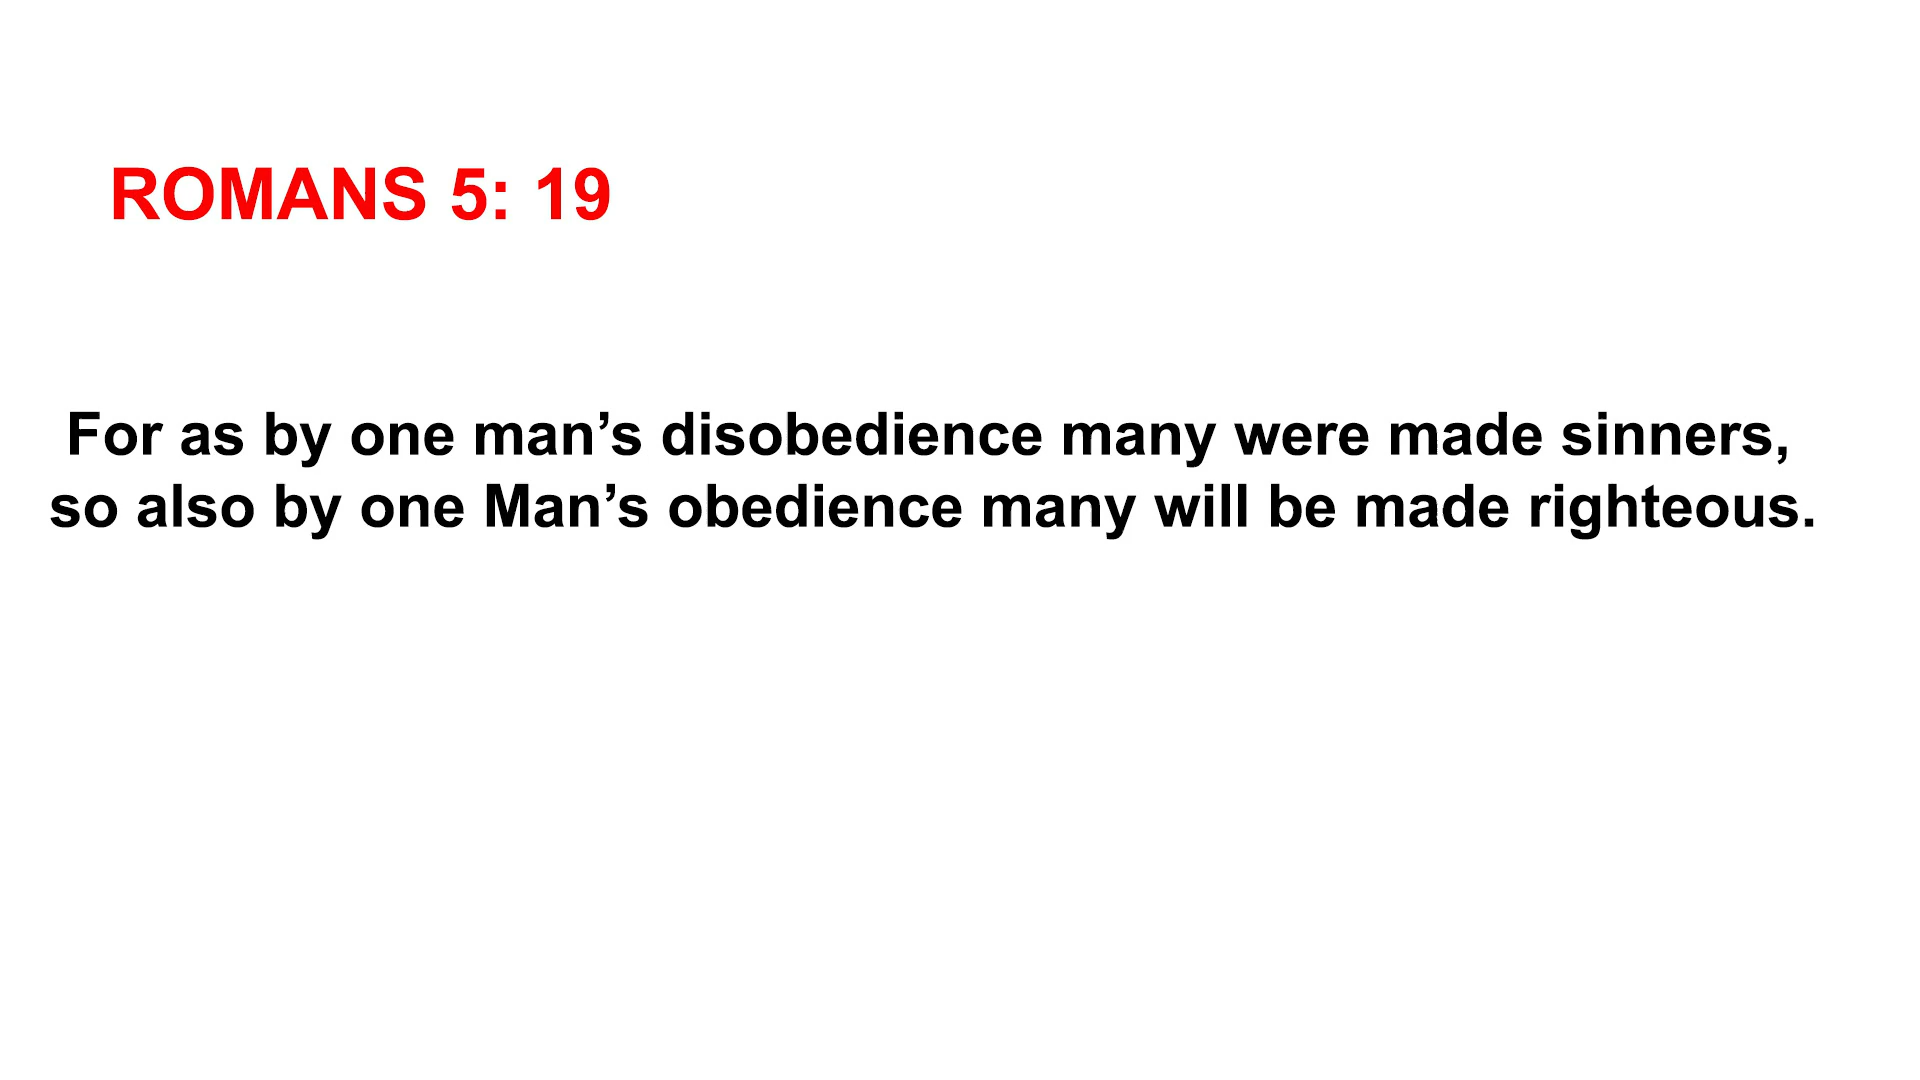 ROMANS 5: 19
For as by one man’s disobedience many were made sinners,
so also by one Man’s obedience many will be made righteous.